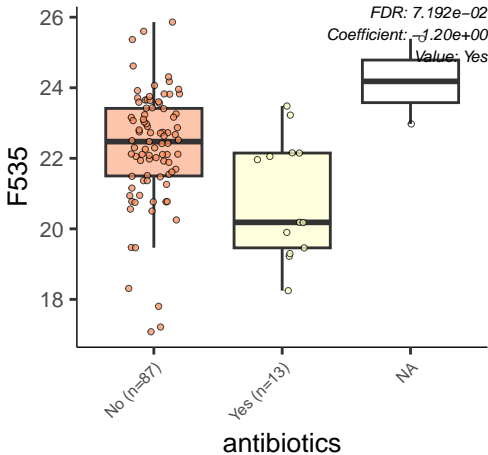 FDR: 7.192e−02
Coefficient: −1.20e+00
Value: Yes
F535
26
24
22
20
18
No (n=87)
Yes (n=13)
NA
antibiotics